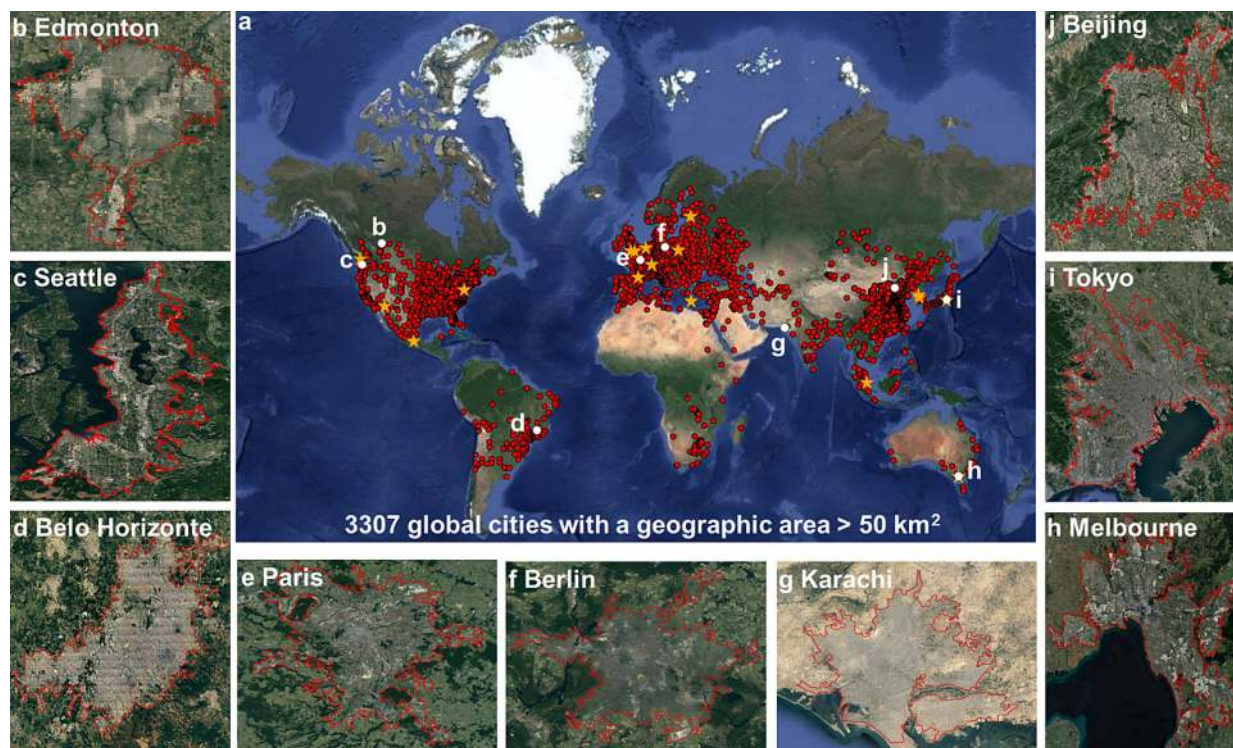 b Edmonton
a
j Beijing
b
c
f
e
j
i
g
d
h
c Seattle
i Tokyo
3307 global cities with a geographic area > 50 km²
d Belo Horizonte
e Paris
f Berlin
g Karachi
h Melbourne